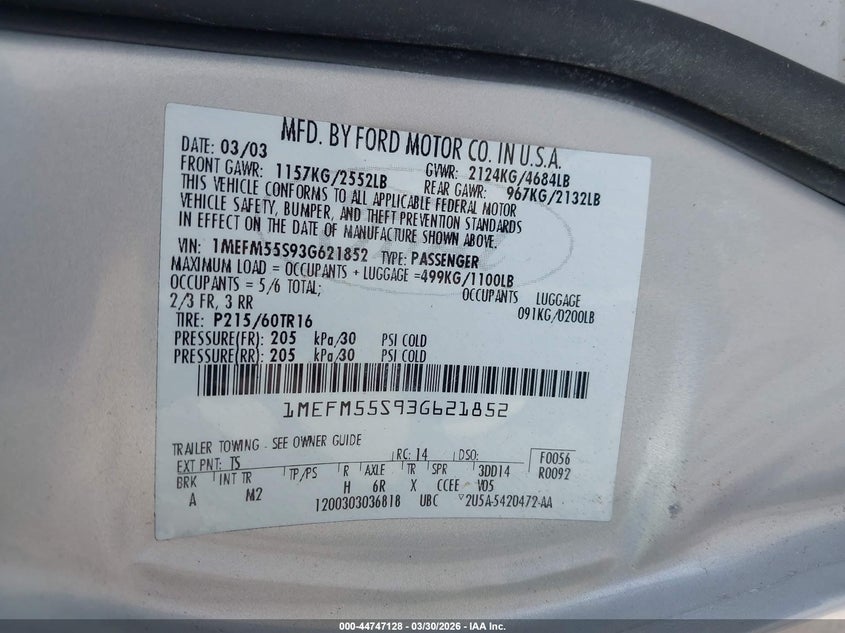 MFD. BY FORD MOTOR CO. IN U.S.A.
DATE: 03/03 GVWR: 2124KG/4684LB
FRONT GAWR: 1157KG/2552LB REAR GAWR: 967KG/2132LB
THIS VEHICLE CONFORMS TO ALL APPLICABLE FEDERAL MOTOR
VEHICLE SAFETY, BUMPER, AND THEFT PREVENTION STANDARDS
IN EFFECT ON THE DATE OF MANUFACTURE SHOWN ABOVE.
VIN: 1MEFM55S93G621852 TYPE: PASSENGER
MAXIMUM LOAD = OCCUPANTS + LUGGAGE =499KG/1100LB
OCCUPANTS = 5/6 TOTAL; OCCUPANTS LUGGAGE
2/3 FR, 3 RR 091KG/0200LB
TIRE: P215/60TR16
PRESSURE(FR): 205 kPa/30 PSI COLD
PRESSURE(RR): 205 kPa/30 PSI COLD
1MEFM55S93G621852
TRAILER TOWING - SEE OWNER GUIDE
EXT PNT: TS RC: 14 DSO: F0056
BRK INT TR TP/PS R AXLE TR SPR 3DD14 R0092
A M2 H 6R X CCEE V05
1200303036818 UBC 2U5A-5420472-AA
000-44747128 - 03/30/2026 - IAA Inc.